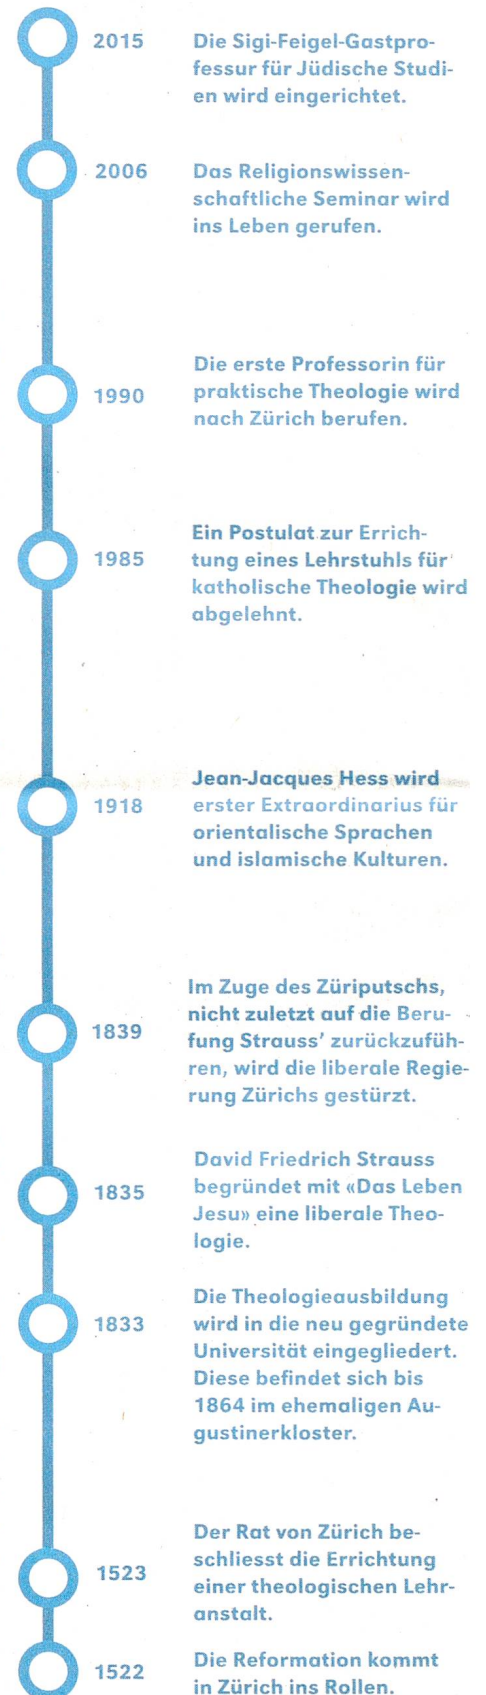 2015
Die Sigi-Feigel-Gastpro-
fessur für Jüdische Studi-
en wird eingerichtet.
2006
Das Religionswissen-
schaftliche Seminar wird
ins Leben gerufen.
1990
Die erste Professorin für
praktische Theologie wird
nach Zürich berufen.
1985
Ein Postulat zur Errich-
tung eines Lehrstuhls für
katholische Theologie wird
abgelehnt.
1918
Jean-Jacques Hess wird
erster Extraordinarius für
orientalische Sprachen
und islamische Kulturen.
1839
Im Zuge des Züriputschs,
nicht zuletzt auf die Beru-
fung Strauss’ zurückzufüh-
ren, wird die liberale Regie-
rung Zürichs gestürzt.
1835
David Friedrich Strauss
begründet mit «Das Leben
Jesu» eine liberale Theo-
logie.
1833
Die Theologieausbildung
wird in die neu gegründete
Universität eingegliedert.
Diese befindet sich bis
1864 im ehemaligen Au-
gustinerkloster.
1523
Der Rat von Zürich be-
schliesst die Errichtung
einer theologischen Lehr-
anstalt.
1522
Die Reformation kommt
in Zürich ins Rollen.